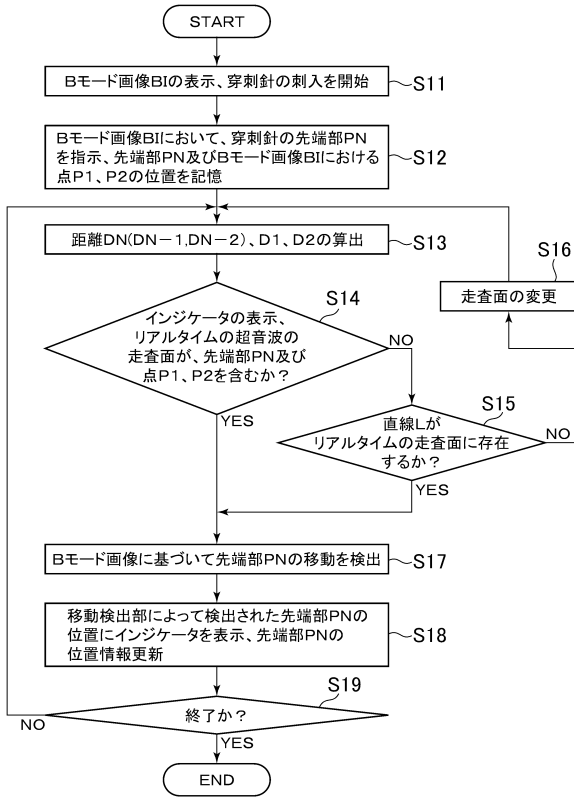 START
Bモード画像BIの表示、穿刺針の刺入を開始
S11
Bモード画像BIにおいて、穿刺針の先端部PN
を指示、先端部PN及びBモード画像BIにおける
点P1、P2の位置を記憶
S12
距離DN(DN－1,DN－2)、D1、D2の算出
S13
S16
走査面の変更
S14
インジケータの表示、
リアルタイムの超音波の
走査面が、先端部PN及び
点P1、P2を含むか？
NO
YES
S15
直線Lが
リアルタイムの走査面に存在
するか？
NO
YES
Bモード画像に基づいて先端部PNの移動を検出
S17
移動検出部によって検出された先端部PNの
位置にインジケータを表示、先端部PNの
位置情報更新
S18
S19
終了か？
NO
YES
END